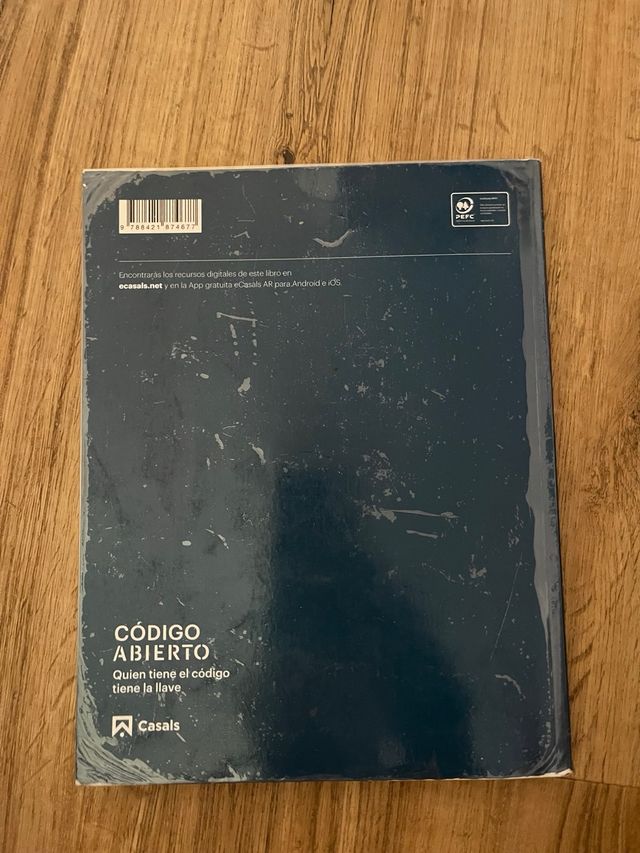 9 788421 874677
PEFC
Encontrarás los recursos digitales de este libro en
ecasals.net y en la App gratuita eCasals AR para Android e iOS.
CÓDIGO
ABIERTO
Quien tiene el código
tiene la llave
Casals